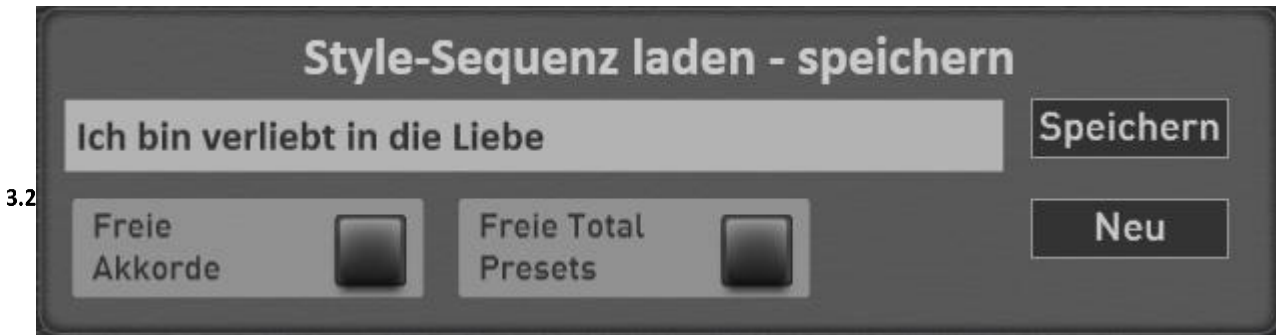 Style-Sequenz laden - speichern
Ich bin verliebt in die Liebe
Speichern
3.2
Freie
Akkorde
Freie Total
Presets
Neu